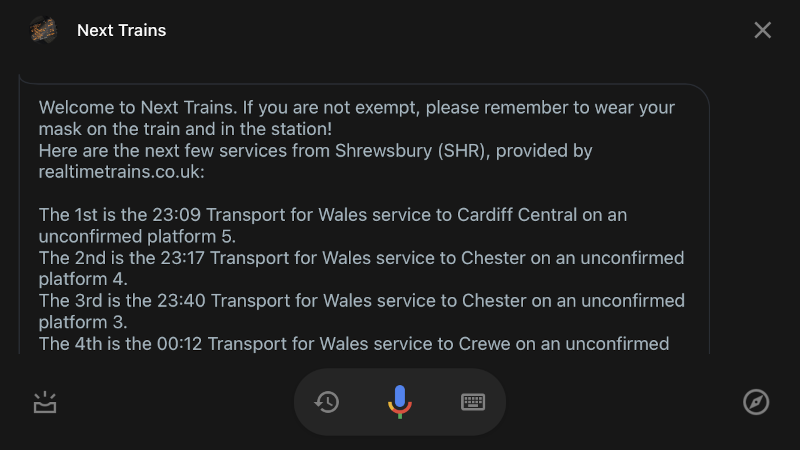 Next Trains
Welcome to Next Trains. If you are not exempt, please remember to wear your
mask on the train and in the station!
Here are the next few services from Shrewsbury (SHR), provided by
realtimetrains.co.uk:
The 1st is the 23:09 Transport for Wales service to Cardiff Central on an
unconfirmed platform 5.
The 2nd is the 23:17 Transport for Wales service to Chester on an unconfirmed
platform 4.
The 3rd is the 23:40 Transport for Wales service to Chester on an unconfirmed
platform 3.
The 4th is the 00:12 Transport for Wales service to Crewe on an unconfirmed